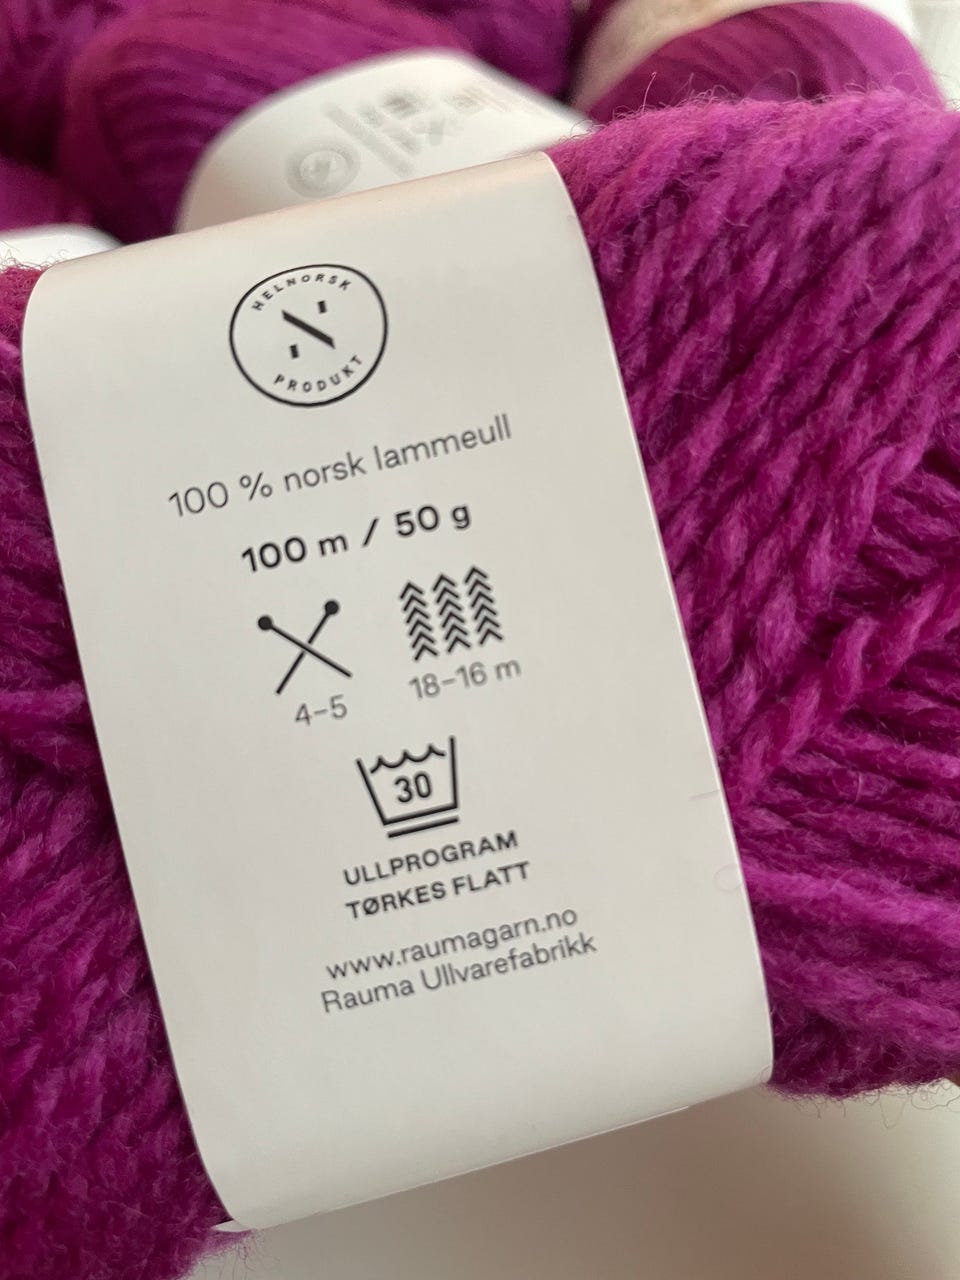 HELNORSK
N
PRODUKT
100 % norsk lammeull
100 m / 50 g
4–5
18–16 m
30
ULLPROGRAM
TØRKES FLATT
www.raumagarn.no
Rauma Ullvarefabrikk